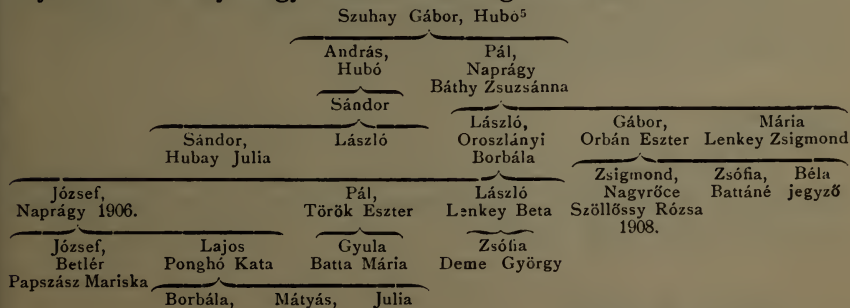 Szuhay Gábor, Hubó⁵
András, Pál,
Hubó Naprágy
Báthy Zsuzsánna
Sándor
László, Gábor, Mária
Sándor, László, Oroszlányi Orbán Eszter Lenkey Zsigmond
Hubay Julia Borbála
Zsigmond, Zsófia, Béla
József, Pál, László Nagyrőce Battáné jegyző
Naprágy 1906. Török Eszter Lenkey Beta Szöllőssy Rózsa
1908.
József, Lajos Gyula Zsófia
Betlér Ponghó Kata Batta Mária Deme György
Papszász Mariska
Borbála, Mátyás, Julia